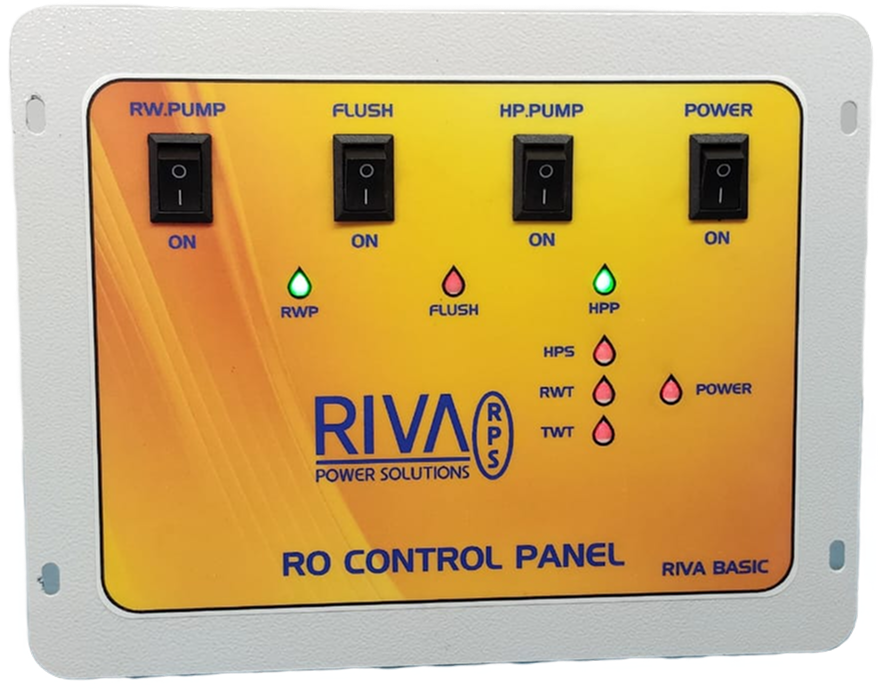 RW.PUMP FLUSH HP.PUMP POWER
ON ON ON ON
RWP FLUSH HPP
HPS
RWT POWER
TWT
RIVA RPS
POWER SOLUTIONS
RO CONTROL PANEL
RIVA BASIC